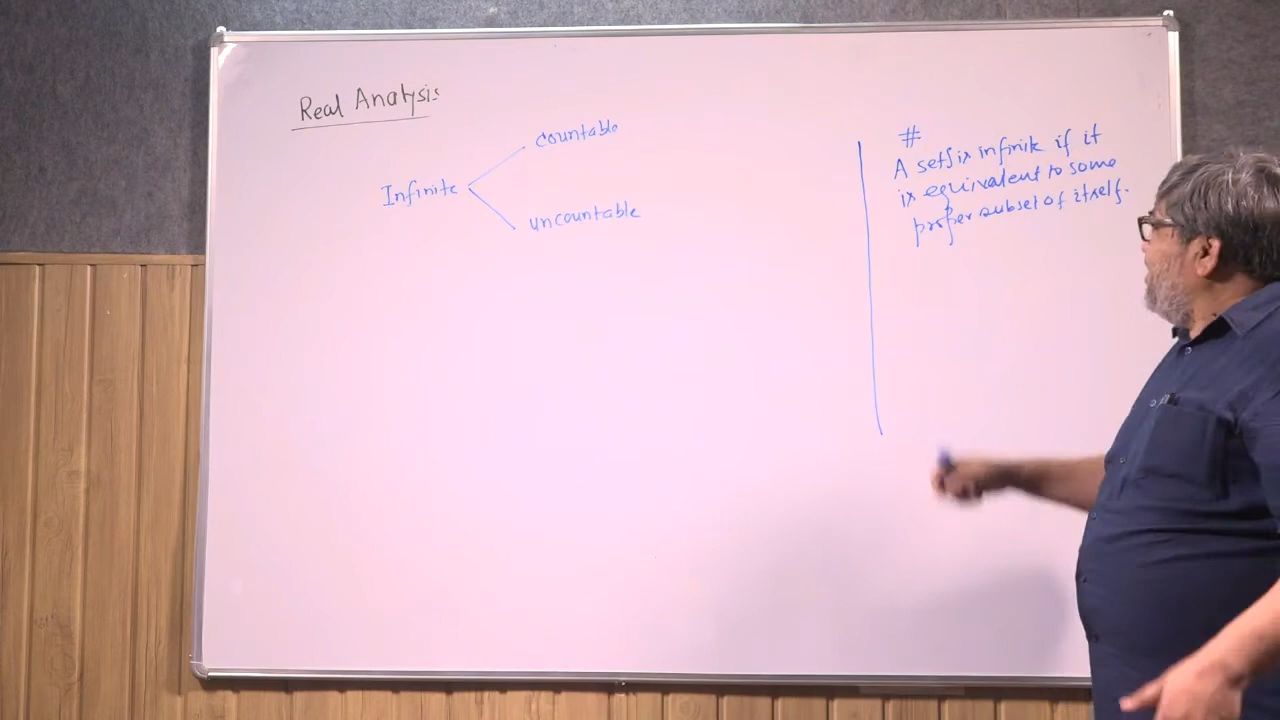 Real Analysis
countable
Infinite
uncountable
#
A set S is infinite if it
is equivalent to some
proper subset of itself.